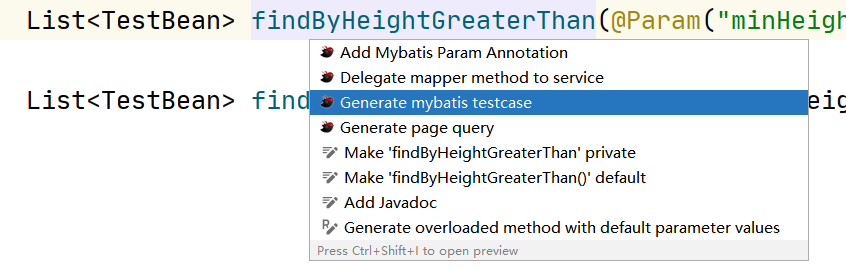 List<TestBean> findByHeightGreaterThan(@Param("minHeigh
Add Mybatis Param Annotation
Delegate mapper method to service
List<TestBean> find
Generate mybatis testcase
Generate page query
Make 'findByHeightGreaterThan' private
Make 'findByHeightGreaterThan()' default
Add Javadoc
Generate overloaded method with default parameter values
Press Ctrl+Shift+I to open preview